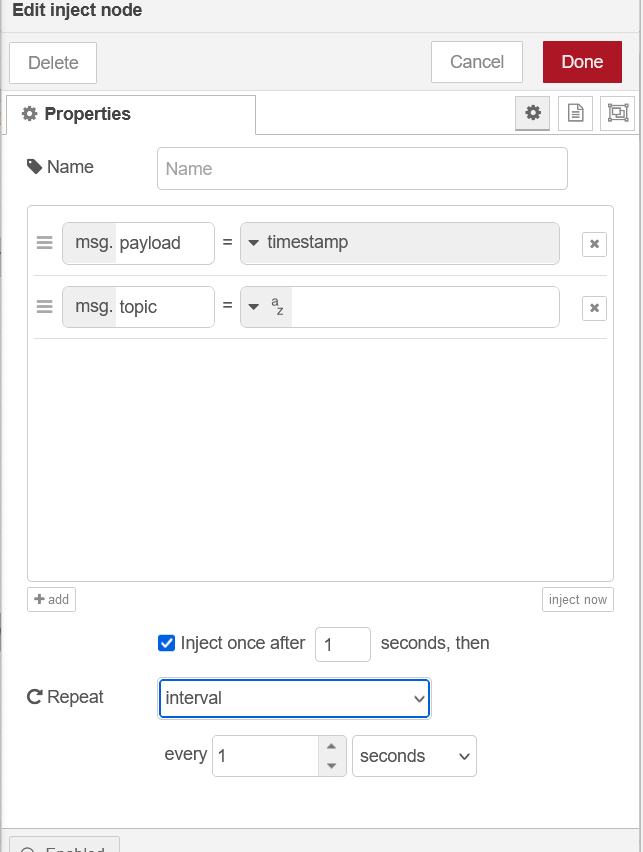 Edit inject node
Delete
Cancel
Done
Properties
Name
Name
msg. payload = timestamp
msg. topic = a z
add
inject now
Inject once after 1 seconds, then
Repeat
interval
every 1 seconds
Enabled